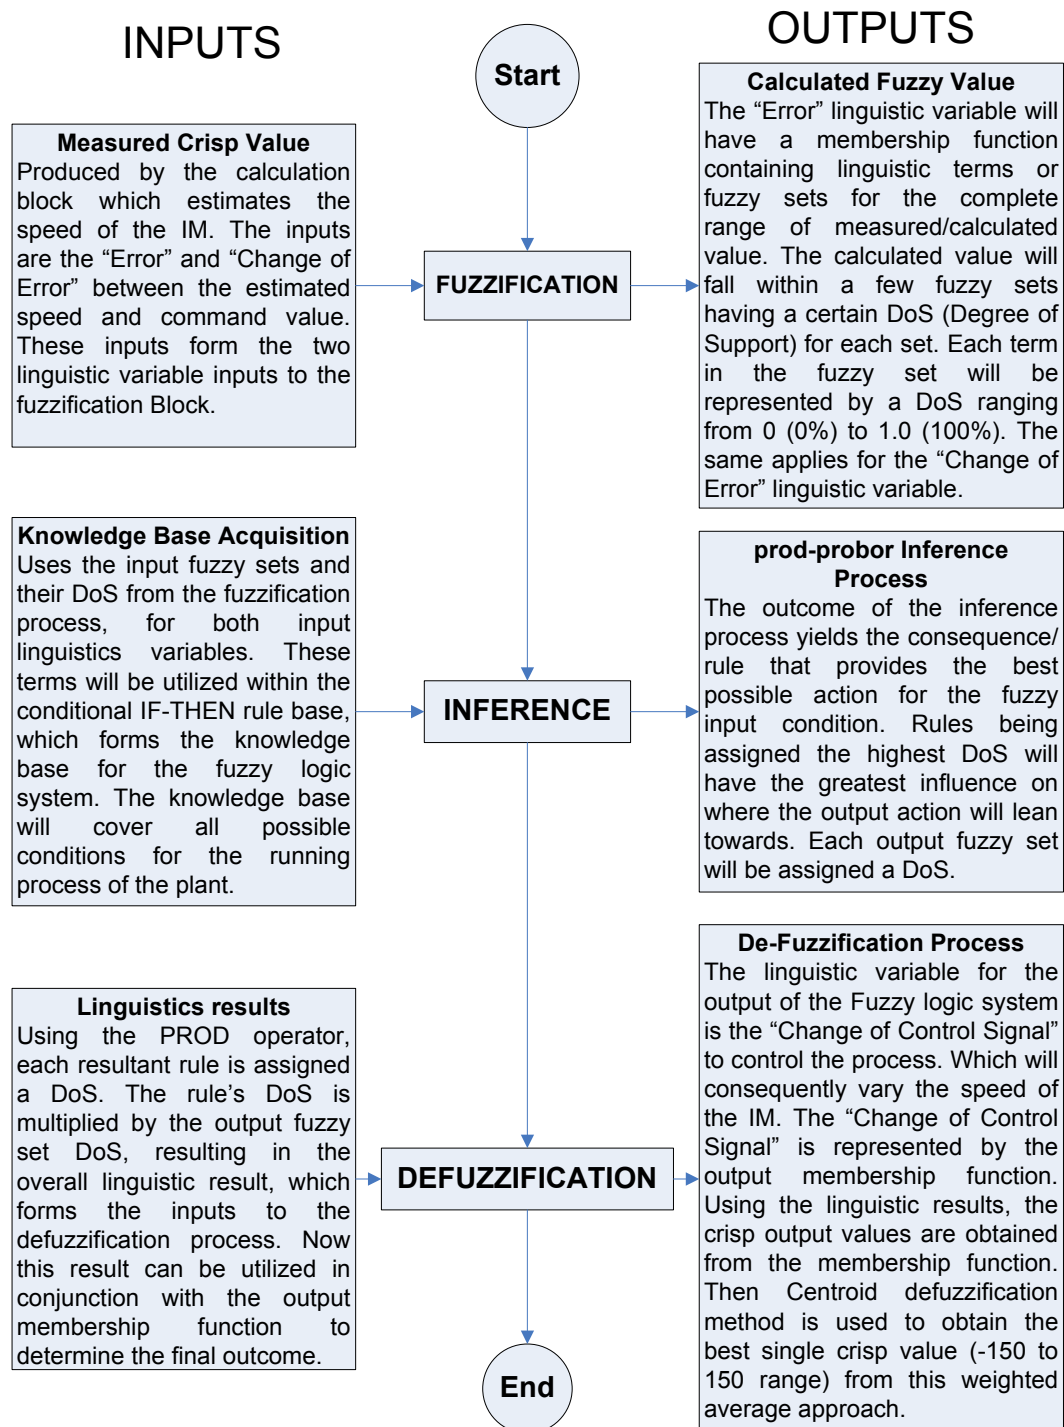 INPUTS
Start
OUTPUTS
Measured Crisp Value
Produced by the calculation
block which estimates the
speed of the IM. The inputs
are the “Error” and “Change of
Error” between the estimated
speed and command value.
These inputs form the two
linguistic variable inputs to the
fuzzification Block.
FUZZIFICATION
Calculated Fuzzy Value
The “Error” linguistic variable will
have a membership function
containing linguistic terms or
fuzzy sets for the complete
range of measured/calculated
value. The calculated value will
fall within a few fuzzy sets
having a certain DoS (Degree of
Support) for each set. Each term
in the fuzzy set will be
represented by a DoS ranging
from 0 (0%) to 1.0 (100%). The
same applies for the “Change of
Error” linguistic variable.
Knowledge Base Acquisition
Uses the input fuzzy sets and
their DoS from the fuzzification
process, for both input
linguistics variables. These
terms will be utilized within the
conditional IF-THEN rule base,
which forms the knowledge
base for the fuzzy logic
system. The knowledge base
will cover all possible
conditions for the running
process of the plant.
INFERENCE
prod-probor Inference
Process
The outcome of the inference
process yields the consequence/
rule that provides the best
possible action for the fuzzy
input condition. Rules being
assigned the highest DoS will
have the greatest influence on
where the output action will lean
towards. Each output fuzzy set
will be assigned a DoS.
Linguistics results
Using the PROD operator,
each resultant rule is assigned
a DoS. The rule’s DoS is
multiplied by the output fuzzy
set DoS, resulting in the
overall linguistic result, which
forms the inputs to the
defuzzification process. Now
this result can be utilized in
conjunction with the output
membership function to
determine the final outcome.
DEFUZZIFICATION
De-Fuzzification Process
The linguistic variable for the
output of the Fuzzy logic system
is the “Change of Control Signal”
to control the process. Which will
consequently vary the speed of
the IM. The “Change of Control
Signal” is represented by the
output membership function.
Using the linguistic results, the
crisp output values are obtained
from the membership function.
Then Centroid defuzzification
method is used to obtain the
best single crisp value (-150 to
150 range) from this weighted
average approach.
End